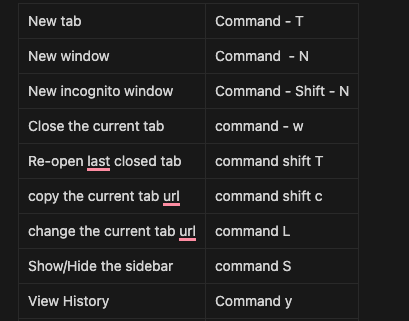 New tab Command - T
New window Command  - N
New incognito window Command - Shift - N
Close the current tab command - w
Re-open last closed tab command shift T
copy the current tab url command shift c
change the current tab url command L
Show/Hide the sidebar command S
View History Command y